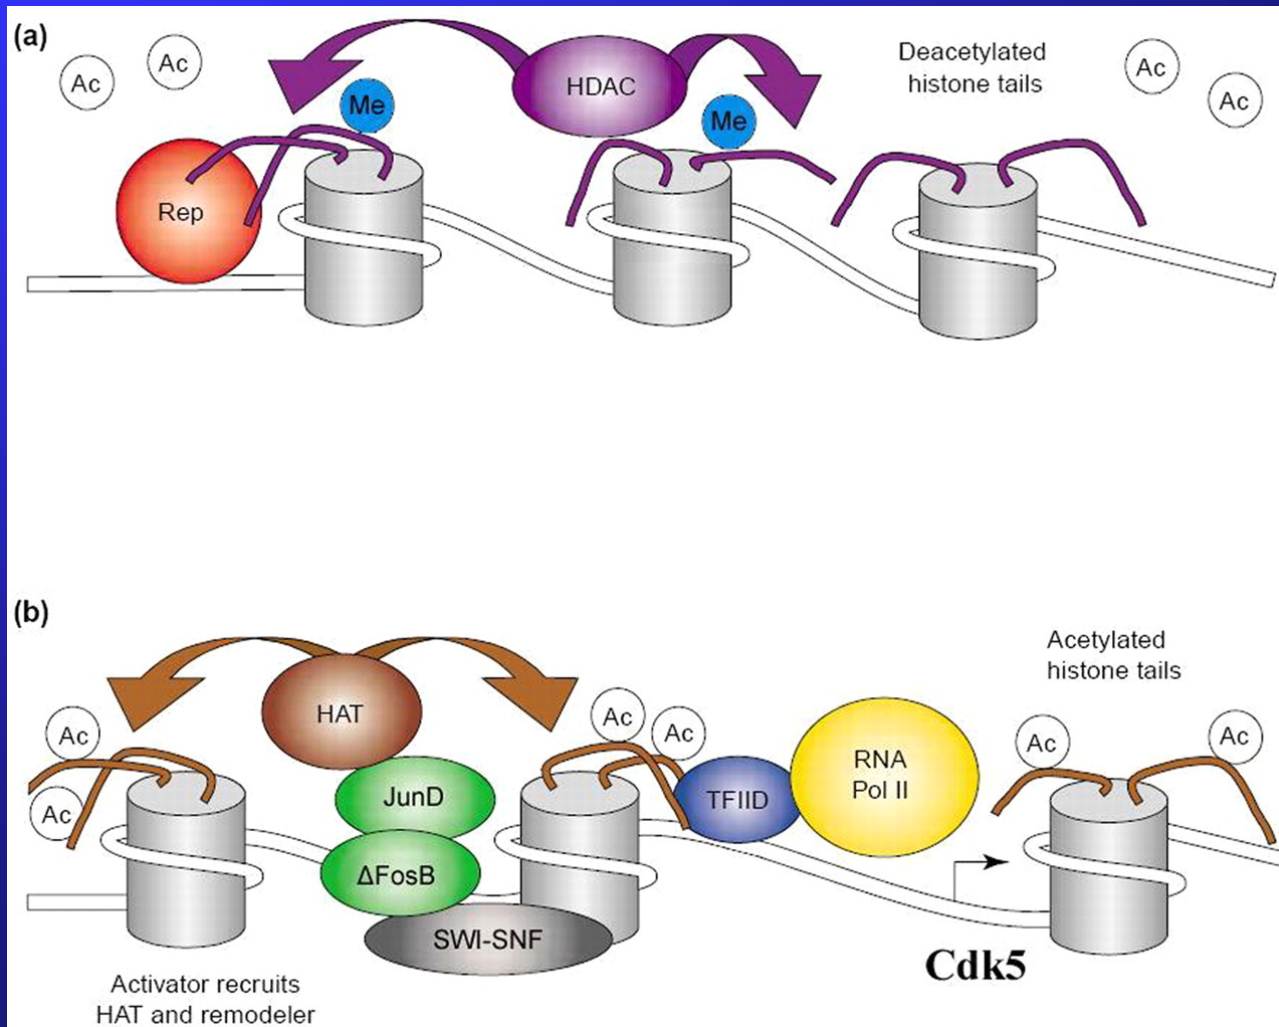 (a)
Ac
Ac
HDAC
Deacetylated
histone tails
Ac
Ac
Me
Me
Rep
(b)
Acetylated
histone tails
HAT
Ac
Ac
Ac
Ac
Ac
Ac
RNA
Pol II
JunD
TFIID
ΔFosB
SWI-SNF
Cdk5
Activator recruits
HAT and remodeler